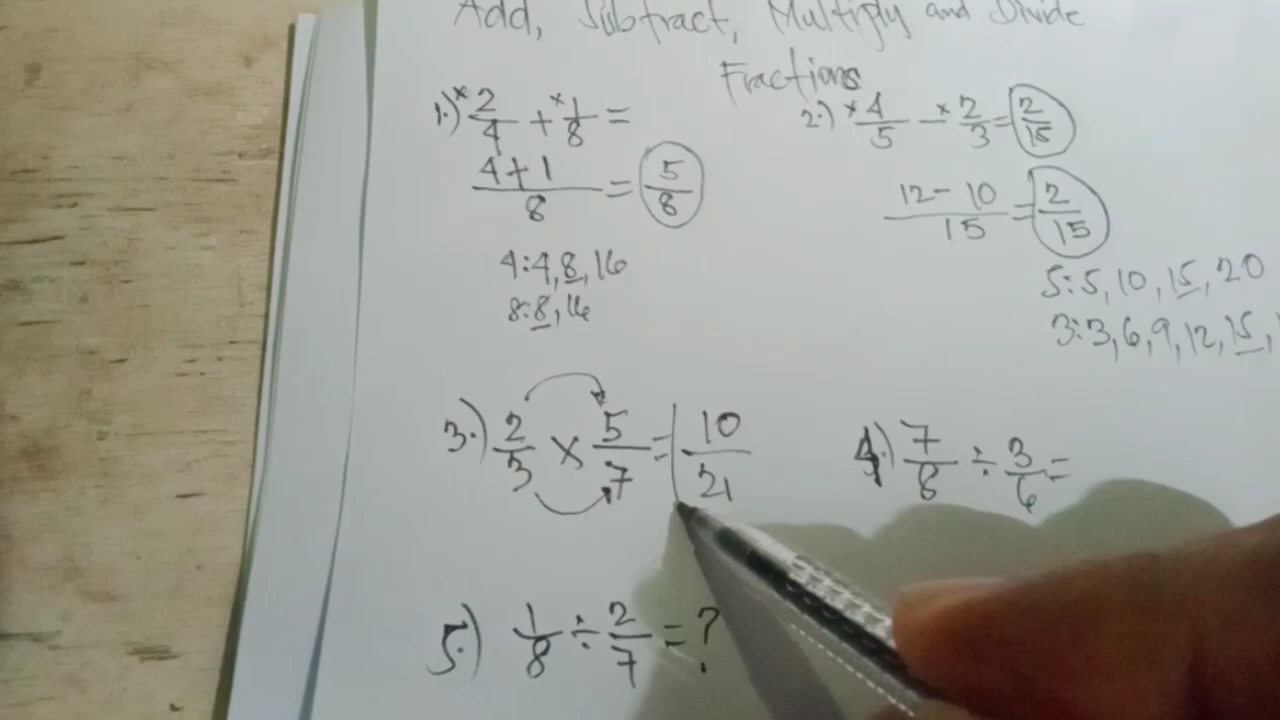 Add, Subtract, Multiply and Divide
Fractions
1.) × 2/4 + × 1/8 =
4+1/8 = 5/8
4:4,8,16
8:8,16
2.) × 4/5 - × 2/3 = 2/15
12-10/15 = 2/15
5:5,10,15,20
3:3,6,9,12,15,
3.) 2/3 × 5/7 = 10/21
4.) 7/8 ÷ 3/6 =
5.) 1/8 ÷ 2/7 = ?